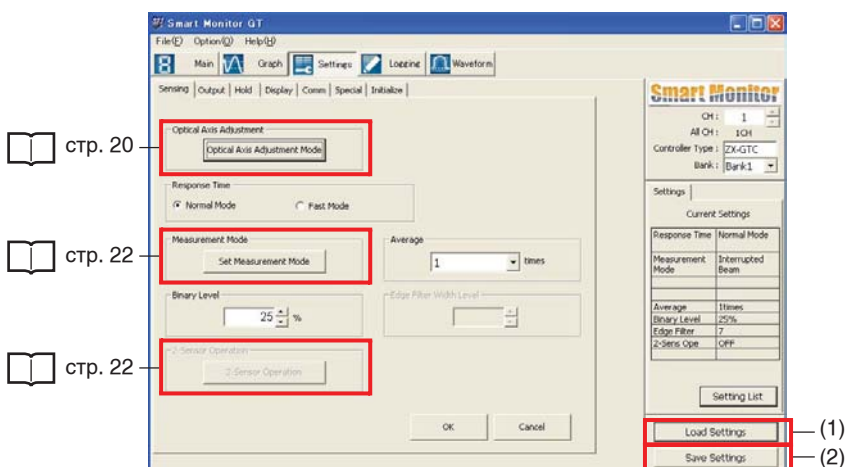 Smart Monitor GT
File(F) Option(O) Help(H)
8 Main Graph Settings Logging Waveform
Sensing Output Hold Display Comm Special Initialize
Optical Axis Adjustment
Optical Axis Adjustment Mode
стр. 20
Response Time
Normal Mode Fast Mode
Measurement Mode
Set Measurement Mode
стр. 22
Average
1 times
Binary Level
25 %
Edge Filter Width Level
2-Sensor Operation
2-Sensor Operation
стр. 22
OK Cancel
Smart Monitor
CH : 1
All CH : 1CH
Controller Type : ZX-GTC
Bank : Bank1
Settings
Current Settings
Response Time Normal Mode
Measurement Mode Interrupted Beam
Average 1times
Binary Level 25%
Edge Filter 7
2-Sens Ope OFF
Setting List
Load Settings (1)
Save Settings (2)